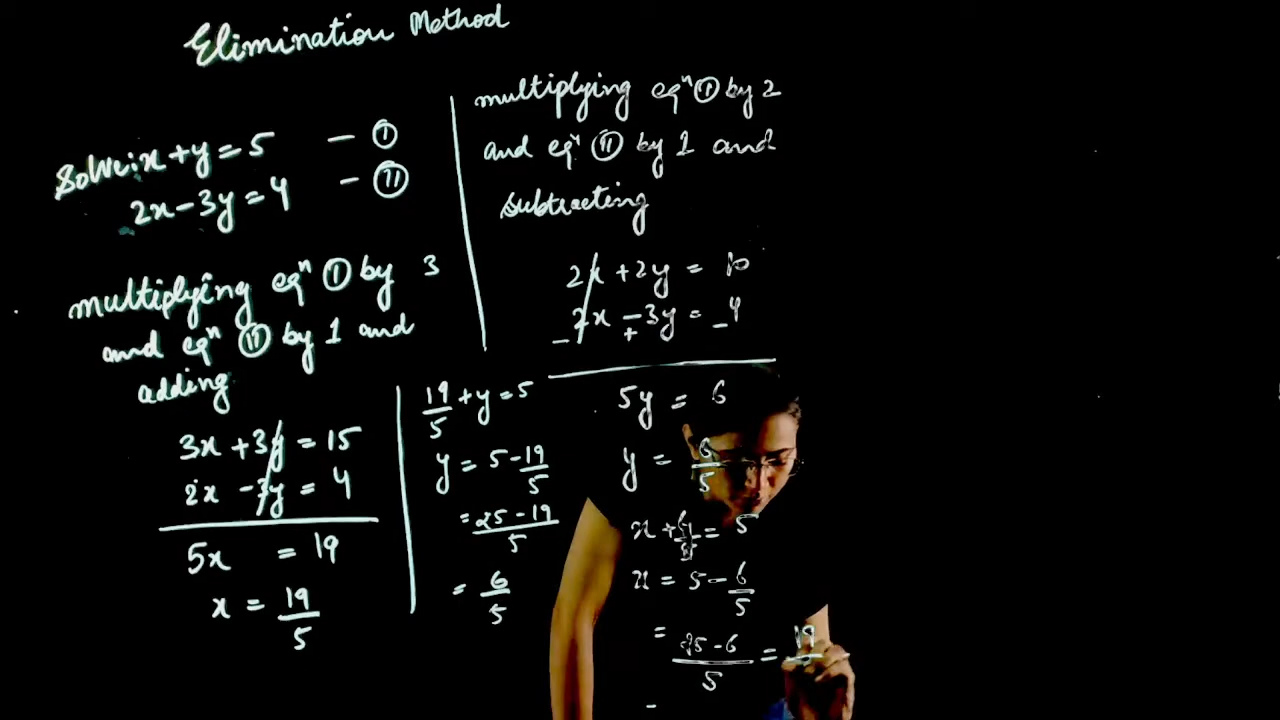 Elimination Method
Solve: x + y = 5 — Ⓘ
2x - 3y = 4 — Ⓘⓘ
multiplying eqⁿ Ⓘ by 3
and eqⁿ Ⓘⓘ by 1 and
adding
3x + 3y = 15
2x - 3y = 4
5x = 19
x = 19/5
19/5 + y = 5
y = 5 - 19/5
= 25 - 19/5
= 6/5
multiplying eqⁿ Ⓘ by 2
and eqⁿ Ⓘⓘ by 1 and
subtracting
2x + 2y = 10
2x - 3y = 4
- + -
5y = 6
y = 6/5
x + 6/5 = 5
x = 5 - 6/5
= 25 - 6/5 = 19